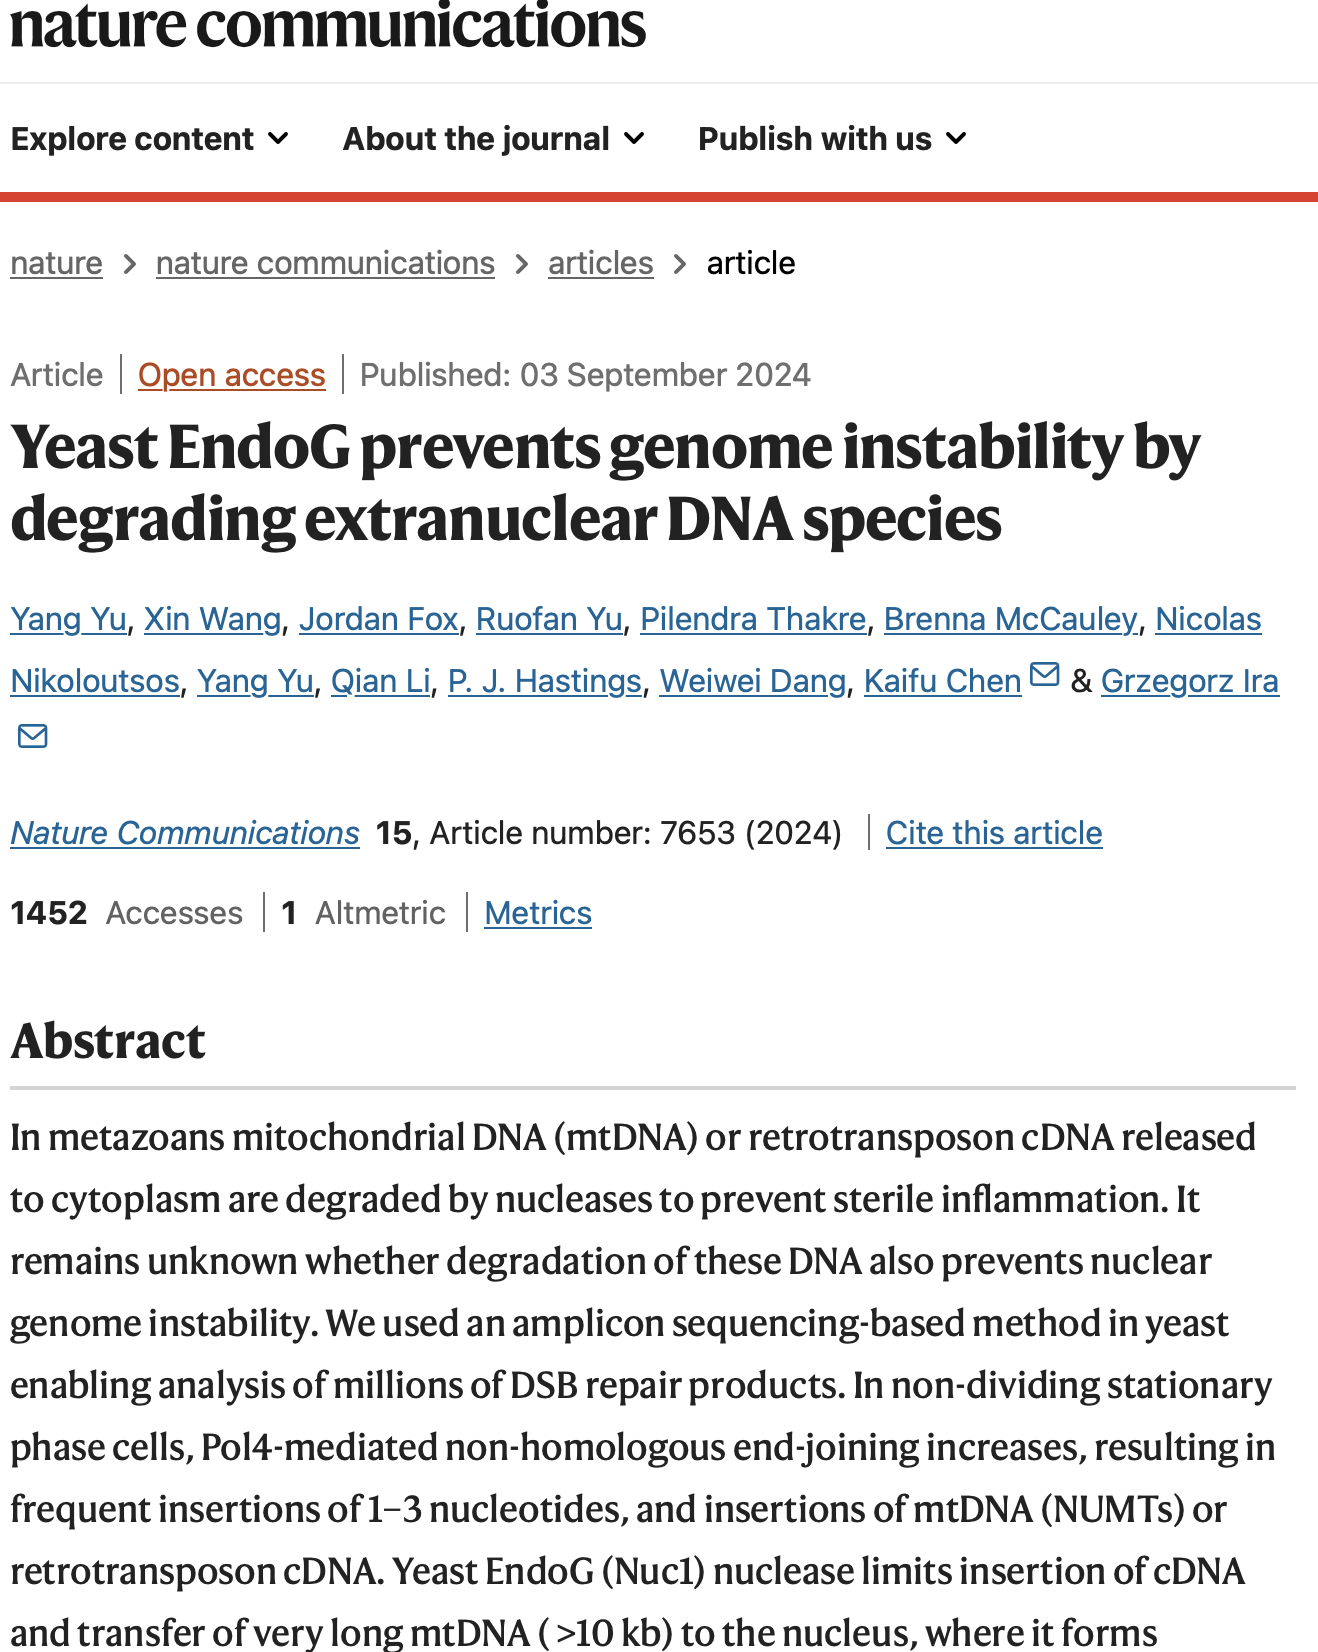 nature communications
Explore content About the journal Publish with us
nature > nature communications > articles > article
Article | Open access | Published: 03 September 2024
Yeast EndoG prevents genome instability by
degrading extranuclear DNA species
Yang Yu, Xin Wang, Jordan Fox, Ruofan Yu, Pilendra Thakre, Brenna McCauley, Nicolas
Nikoloutsos, Yang Yu, Qian Li, P. J. Hastings, Weiwei Dang, Kaifu Chen & Grzegorz Ira
Nature Communications 15, Article number: 7653 (2024) | Cite this article
1452 Accesses | 1 Altmetric | Metrics
Abstract
In metazoans mitochondrial DNA (mtDNA) or retrotransposon cDNA released
to cytoplasm are degraded by nucleases to prevent sterile inflammation. It
remains unknown whether degradation of these DNA also prevents nuclear
genome instability. We used an amplicon sequencing-based method in yeast
enabling analysis of millions of DSB repair products. In non-dividing stationary
phase cells, Pol4-mediated non-homologous end-joining increases, resulting in
frequent insertions of 1–3 nucleotides, and insertions of mtDNA (NUMTs) or
retrotransposon cDNA. Yeast EndoG (Nuc1) nuclease limits insertion of cDNA
and transfer of very long mtDNA ( >10 kb) to the nucleus, where it forms